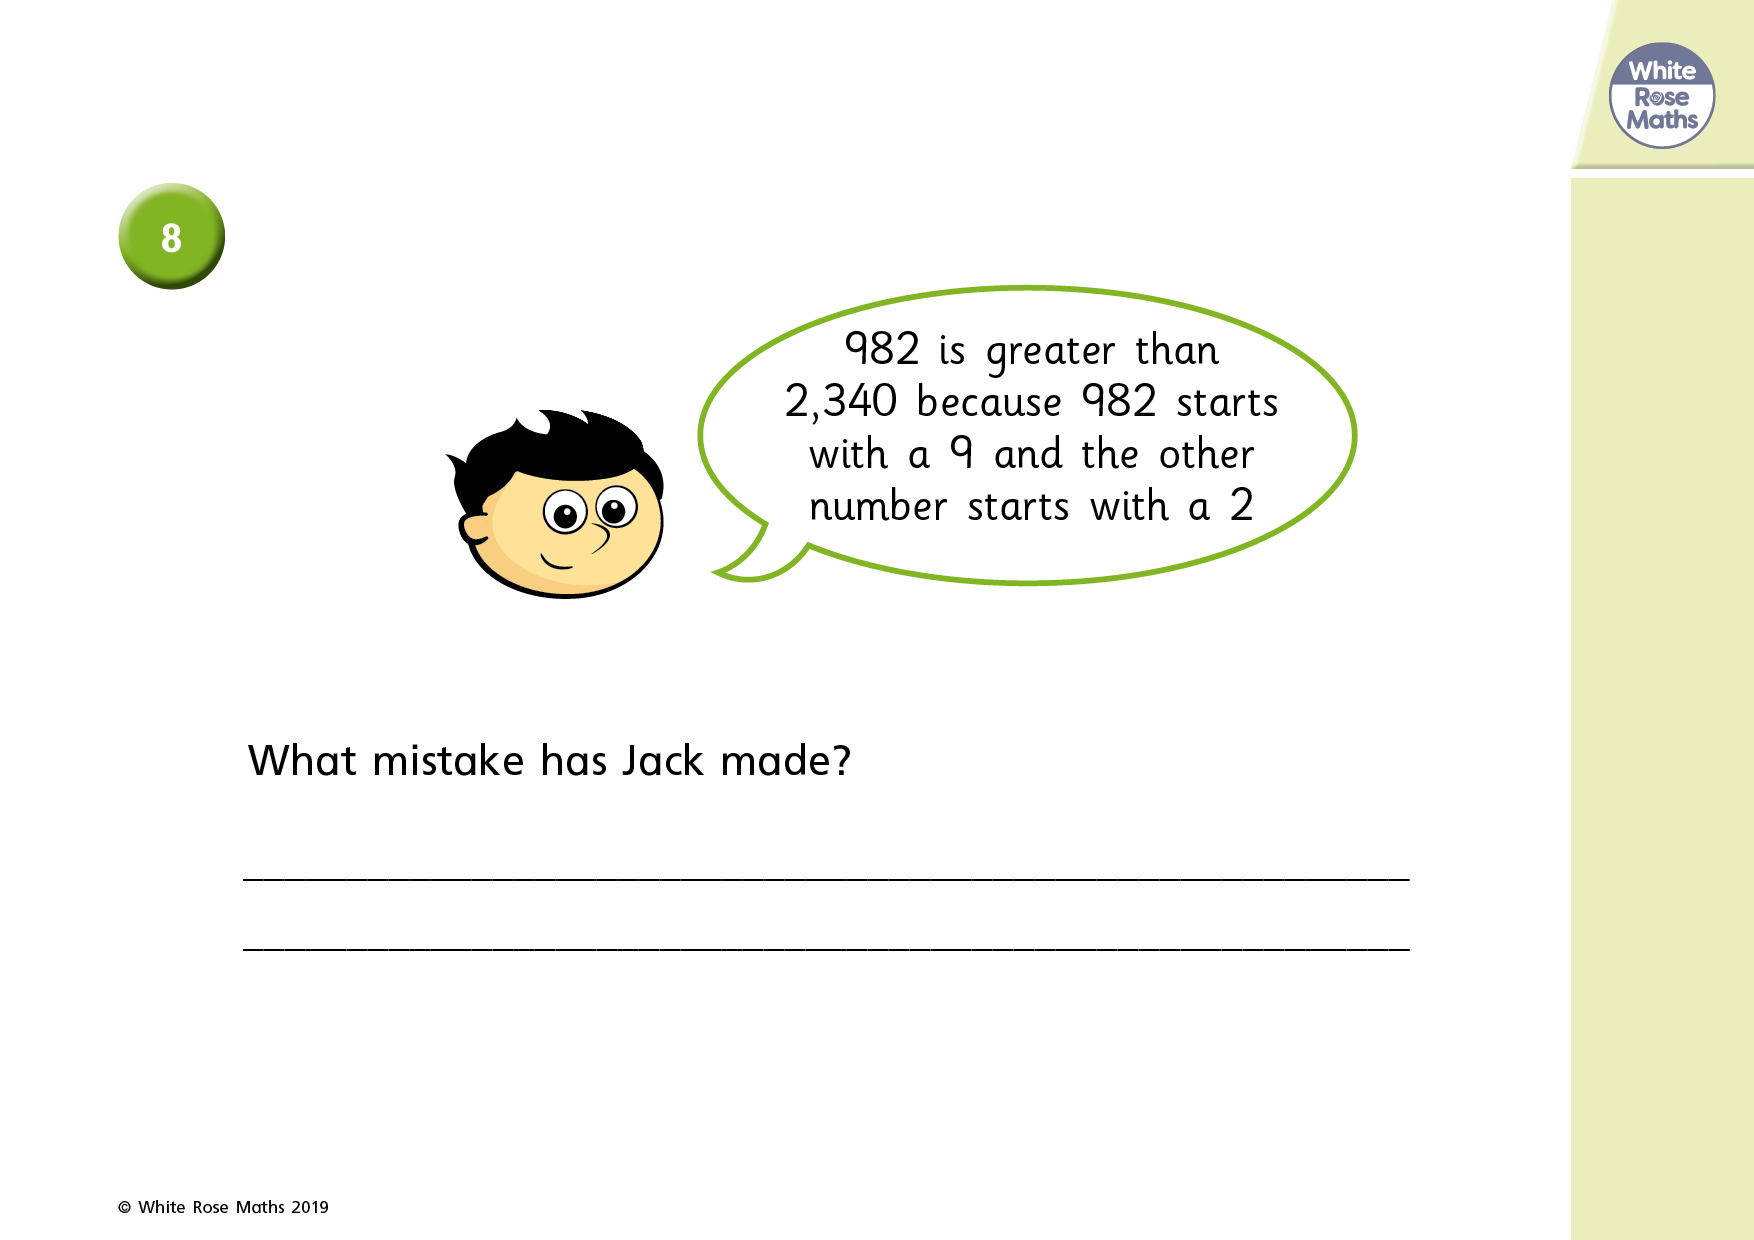 White
Rose
Maths
8
982 is greater than
2,340 because 982 starts
with a 9 and the other
number starts with a 2
What mistake has Jack made?
© White Rose Maths 2019